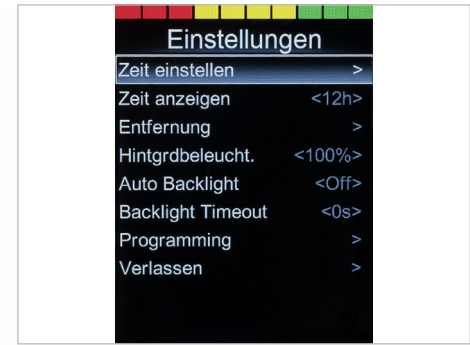 Einstellungen
Zeit einstellen >
Zeit anzeigen <12h>
Entfernung >
Hintgrdbeleucht. <100%>
Auto Backlight <Off>
Backlight Timeout <0s>
Programming >
Verlassen >